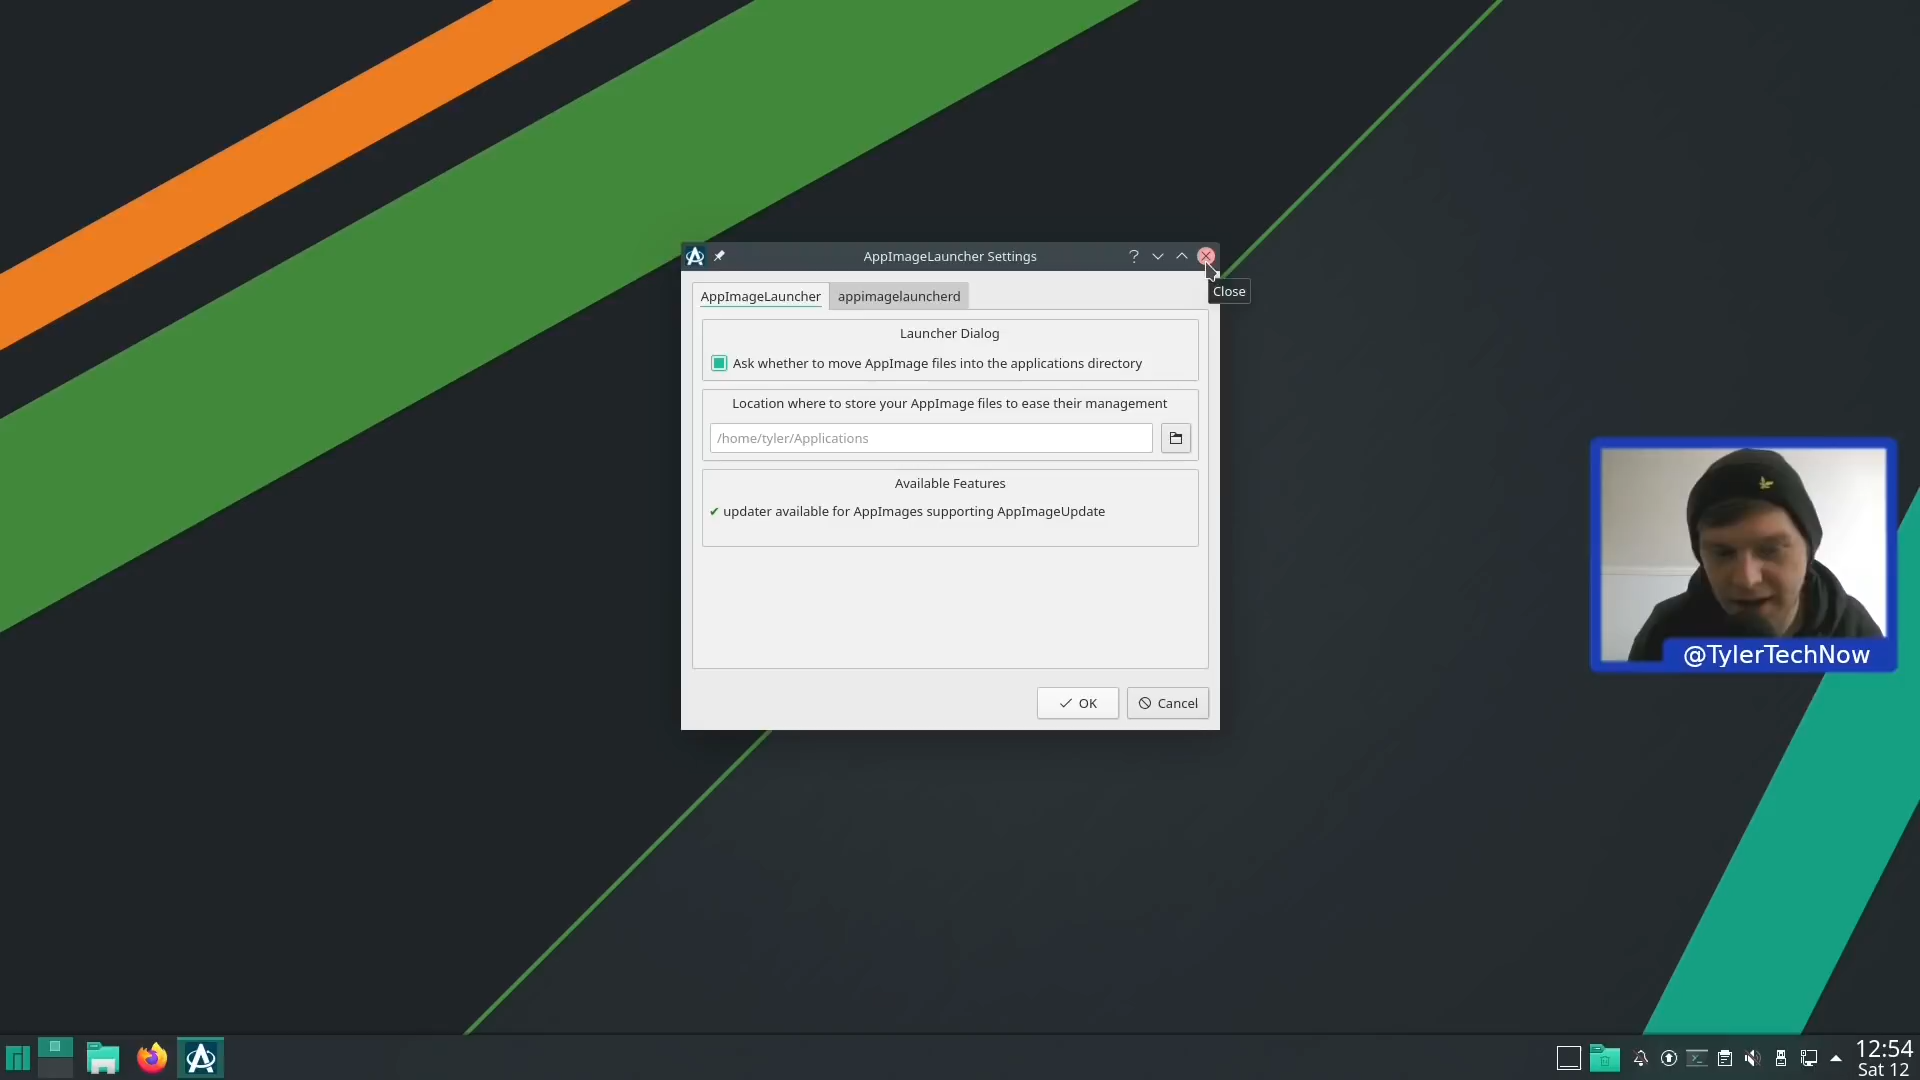 AppImageLauncher Settings
?
Close
AppImageLauncher appimagelauncherd
Launcher Dialog
Ask whether to move AppImage files into the applications directory
Location where to store your AppImage files to ease their management
/home/tyler/Applications
Available Features
✔ updater available for AppImages supporting AppImageUpdate
OK Cancel
@TylerTechNow
12:54
Sat 12